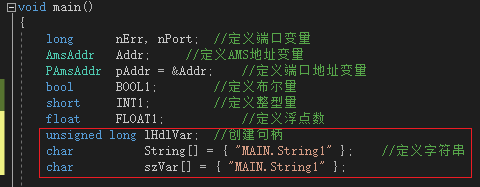 void main()
{
long nErr, nPort; //定义端口变量
AmsAddr Addr; //定义AMS地址变量
PAmsAddr pAddr = &Addr; //定义端口地址变量
bool BOOL1; //定义布尔量
short INT1; //定义整型量
float FLOAT1; //定义浮点数
unsigned long lHdlVar; //创建句柄
char String[] = { "MAIN.String1" }; //定义字符串
char szVar[] = { "MAIN.String1" };